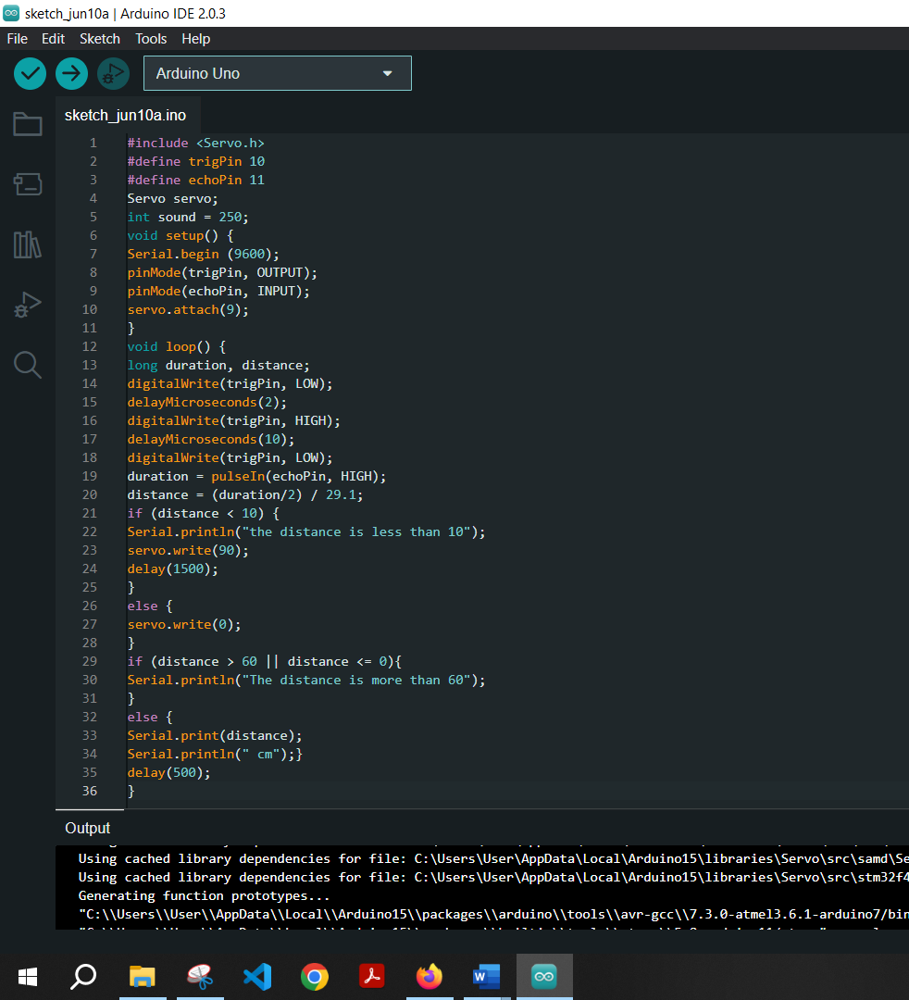 sketch_jun10a | Arduino IDE 2.0.3
File Edit Sketch Tools Help
Arduino Uno
sketch_jun10a.ino
1 #include <Servo.h>
2 #define trigPin 10
3 #define echoPin 11
4 Servo servo;
5 int sound = 250;
6 void setup() {
7 Serial.begin (9600);
8 pinMode(trigPin, OUTPUT);
9 pinMode(echoPin, INPUT);
10 servo.attach(9);
11 }
12 void loop() {
13 long duration, distance;
14 digitalWrite(trigPin, LOW);
15 delayMicroseconds(2);
16 digitalWrite(trigPin, HIGH);
17 delayMicroseconds(10);
18 digitalWrite(trigPin, LOW);
19 duration = pulseIn(echoPin, HIGH);
20 distance = (duration/2) / 29.1;
21 if (distance < 10) {
22 Serial.println("the distance is less than 10");
23 servo.write(90);
24 delay(1500);
25 }
26 else {
27 servo.write(0);
28 }
29 if (distance > 60 || distance <= 0){
30 Serial.println("The distance is more than 60");
31 }
32 else {
33 Serial.print(distance);
34 Serial.println(" cm");}
35 delay(500);
36 }
Output
Using cached library dependencies for file: C:\Users\User\AppData\Local\Arduino15\libraries\Servo\src\samd\Se
Using cached library dependencies for file: C:\Users\User\AppData\Local\Arduino15\libraries\Servo\src\stm32f4
Generating function prototypes...
"C:\\Users\\User\\AppData\\Local\\Arduino15\\packages\\arduino\\tools\\avr-gcc\\7.3.0-atmel3.6.1-arduino7/bin